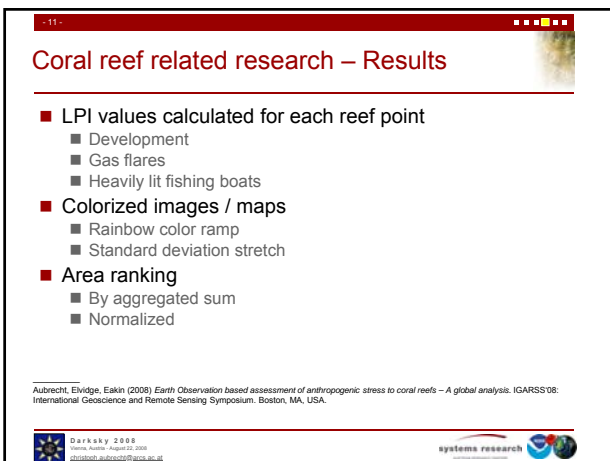 - 11 -
Coral reef related research – Results
LPI values calculated for each reef point
Development
Gas flares
Heavily lit fishing boats
Colorized images / maps
Rainbow color ramp
Standard deviation stretch
Area ranking
By aggregated sum
Normalized
Aubrecht, Elvidge, Eakin (2008) Earth Observation based assessment of anthropogenic stress to coral reefs – A global analysis. IGARSS'08:
International Geoscience and Remote Sensing Symposium. Boston, MA, USA.
Darksky 2008
Vienna, Austria - August 22, 2008
christoph.aubrecht@arcs.ac.at
systems research